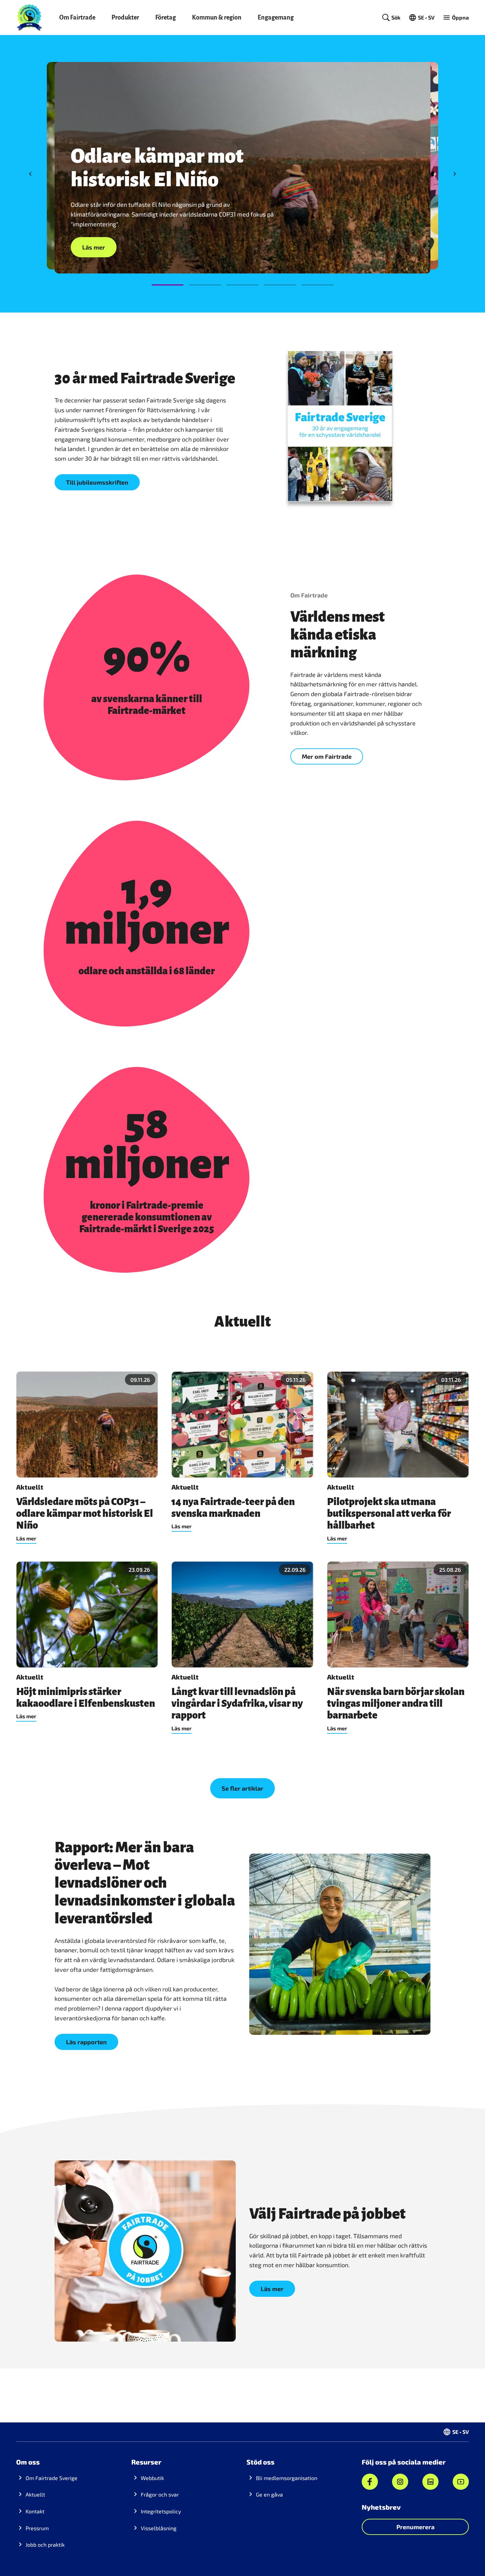 Om Fairtrade
Produkter
Företag
Kommun & region
Engagemang
Sök
SE - SV
Öppna
Odlare kämpar mot
historisk El Niño
Odlare står inför den tuffaste El Niño någonsin på grund av
klimatförändringarna. Samtidigt inleder världsledarna COP31 med fokus på
"implementering".
Läs mer
30 år med Fairtrade Sverige
Tre decennier har passerat sedan Fairtrade Sverige såg dagens
ljus under namnet Föreningen för Rättvisemärkning. I vår
jubileumsskrift lyfts ett axplock av betydande händelser i
Fairtrade Sveriges historia – från produkter och kampanjer till
engagemang bland konsumenter, medborgare och politiker över
hela landet. I grunden är det en berättelse om alla de människor
som under 30 år har bidragit till en mer rättvis världshandel.
Till jubileumsskriften
Fairtrade Sverige
30 år av engagemang
för en schysstare världshandel
90%
av svenskarna känner till
Fairtrade-märket
Om Fairtrade
Världens mest
kända etiska
märkning
Fairtrade är världens mest kända
hållbarhetsmärkning för en mer rättvis handel.
Genom den globala Fairtrade-rörelsen bidrar
företag, organisationer, kommuner, regioner och
konsumenter till att skapa en mer hållbar
produktion och en världshandel på schysstare
villkor.
Mer om Fairtrade
1,9
miljoner
odlare och anställda i 68 länder
58
miljoner
kronor i Fairtrade-premie
genererade konsumtionen av
Fairtrade-märkt i Sverige 2025
Aktuellt
09.11.26
Aktuellt
Världsledare möts på COP31 –
odlare kämpar mot historisk El
Niño
Läs mer
05.11.26
Aktuellt
14 nya Fairtrade-teer på den
svenska marknaden
Läs mer
03.11.26
Aktuellt
Pilotprojekt ska utmana
butikspersonal att verka för
hållbarhet
Läs mer
23.09.26
Aktuellt
Höjt minimipris stärker
kakaoodlare i Elfenbenskusten
Läs mer
22.09.26
Aktuellt
Långt kvar till levnadslön på
vingårdar i Sydafrika, visar ny
rapport
Läs mer
25.08.26
Aktuellt
När svenska barn börjar skolan
tvingas miljoner andra till
barnarbete
Läs mer
Se fler artiklar
Rapport: Mer än bara
överleva – Mot
levnadslöner och
levnadsinkomster i globala
leverantörsled
Anställda i globala leverantörsled för riskråvaror som kaffe, te,
bananer, bomull och textil tjänar knappt hälften av vad som krävs
för att nå en värdig levnadsstandard. Odlare i småskaliga jordbruk
lever ofta under fattigdomsgränsen.
Vad beror de låga lönerna på och vilken roll kan producenter,
konsumenter och alla däremellan spela för att komma till rätta
med problemen? I denna rapport djupdyker vi i
leverantörskedjorna för banan och kaffe.
Läs rapporten
FAIRTRADE
FAIRTRADE
PÅ JOBBET
Välj Fairtrade på jobbet
Gör skillnad på jobbet, en kopp i taget. Tillsammans med
kollegorna i fikarummet kan ni bidra till en mer hållbar och rättvis
värld. Att byta till Fairtrade på jobbet är ett enkelt men kraftfullt
steg mot en mer hållbar konsumtion.
Läs mer
SE - SV
Om oss
Om Fairtrade Sverige
Aktuellt
Kontakt
Pressrum
Jobb och praktik
Resurser
Webbutik
Frågor och svar
Integritetspolicy
Visselblåsning
Stöd oss
Bli medlemsorganisation
Ge en gåva
Följ oss på sociala medier
Nyhetsbrev
Prenumerera